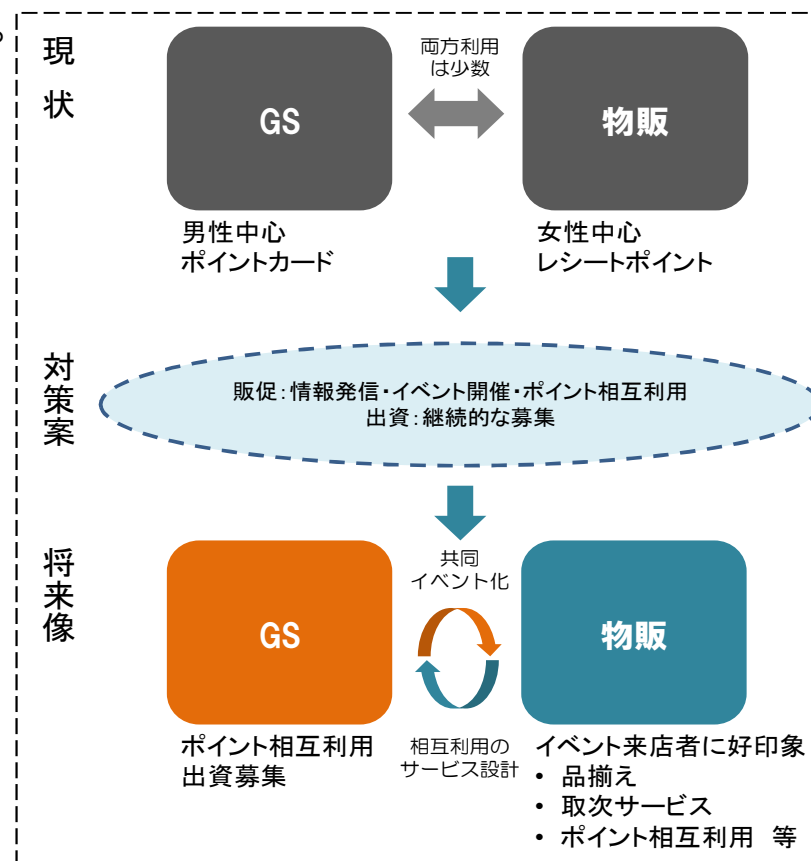 。
現状
両方利用
は少数
GS
物販
男性中心
ポイントカード
女性中心
レシートポイント
対策案
販促：情報発信・イベント開催・ポイント相互利用
出資：継続的な募集
将来像
共同
イベント化
GS
物販
ポイント相互利用
出資募集
相互利用の
サービス設計
イベント来店者に好印象
• 品揃え
• 取次サービス
• ポイント相互利用 等